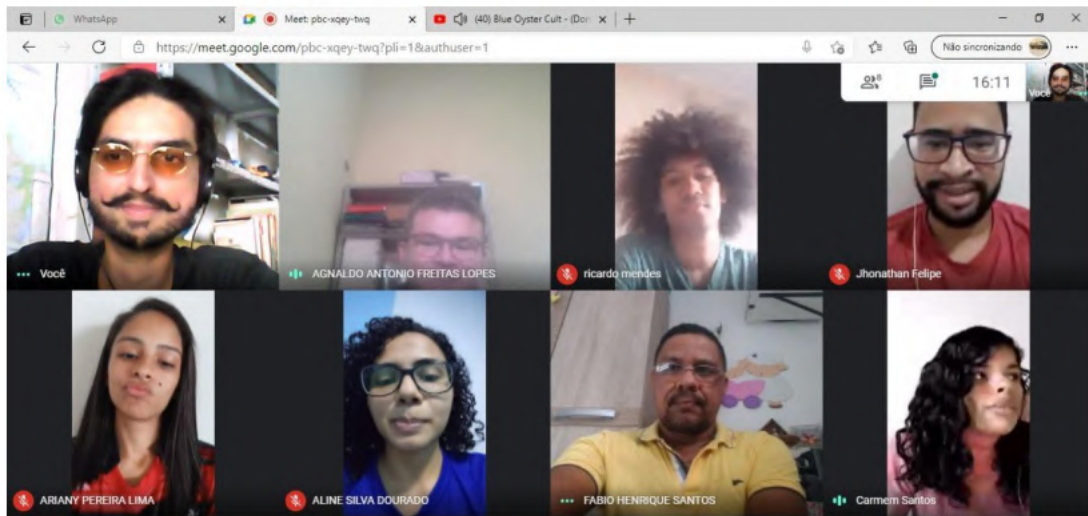 WhatsApp
Meet: pbc-xqey-twq
(40) Blue Oyster Cult - (Don
https://meet.google.com/pbc-xqey-twq?pli=1&authuser=1
Não sincronizando
8
16:11
Você
Você
AGNALDO ANTONIO FREITAS LOPES
ricardo mendes
Jhonathan Felipe
ARIANY PEREIRA LIMA
ALINE SILVA DOURADO
FABIO HENRIQUE SANTOS
Carmem Santos